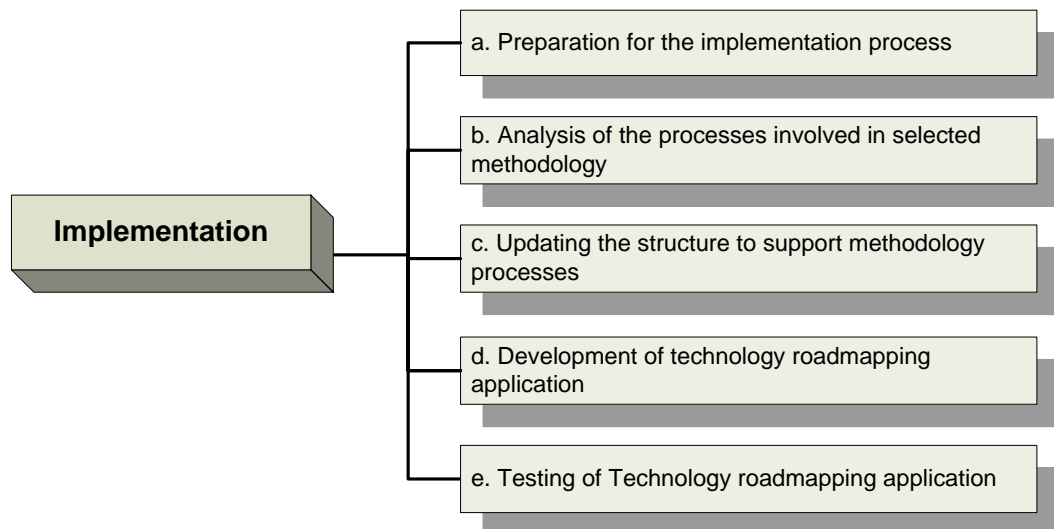 a. Preparation for the implementation process
b. Analysis of the processes involved in selected
methodology
Implementation
c. Updating the structure to support methodology
processes
d. Development of technology roadmapping
application
e. Testing of Technology roadmapping application